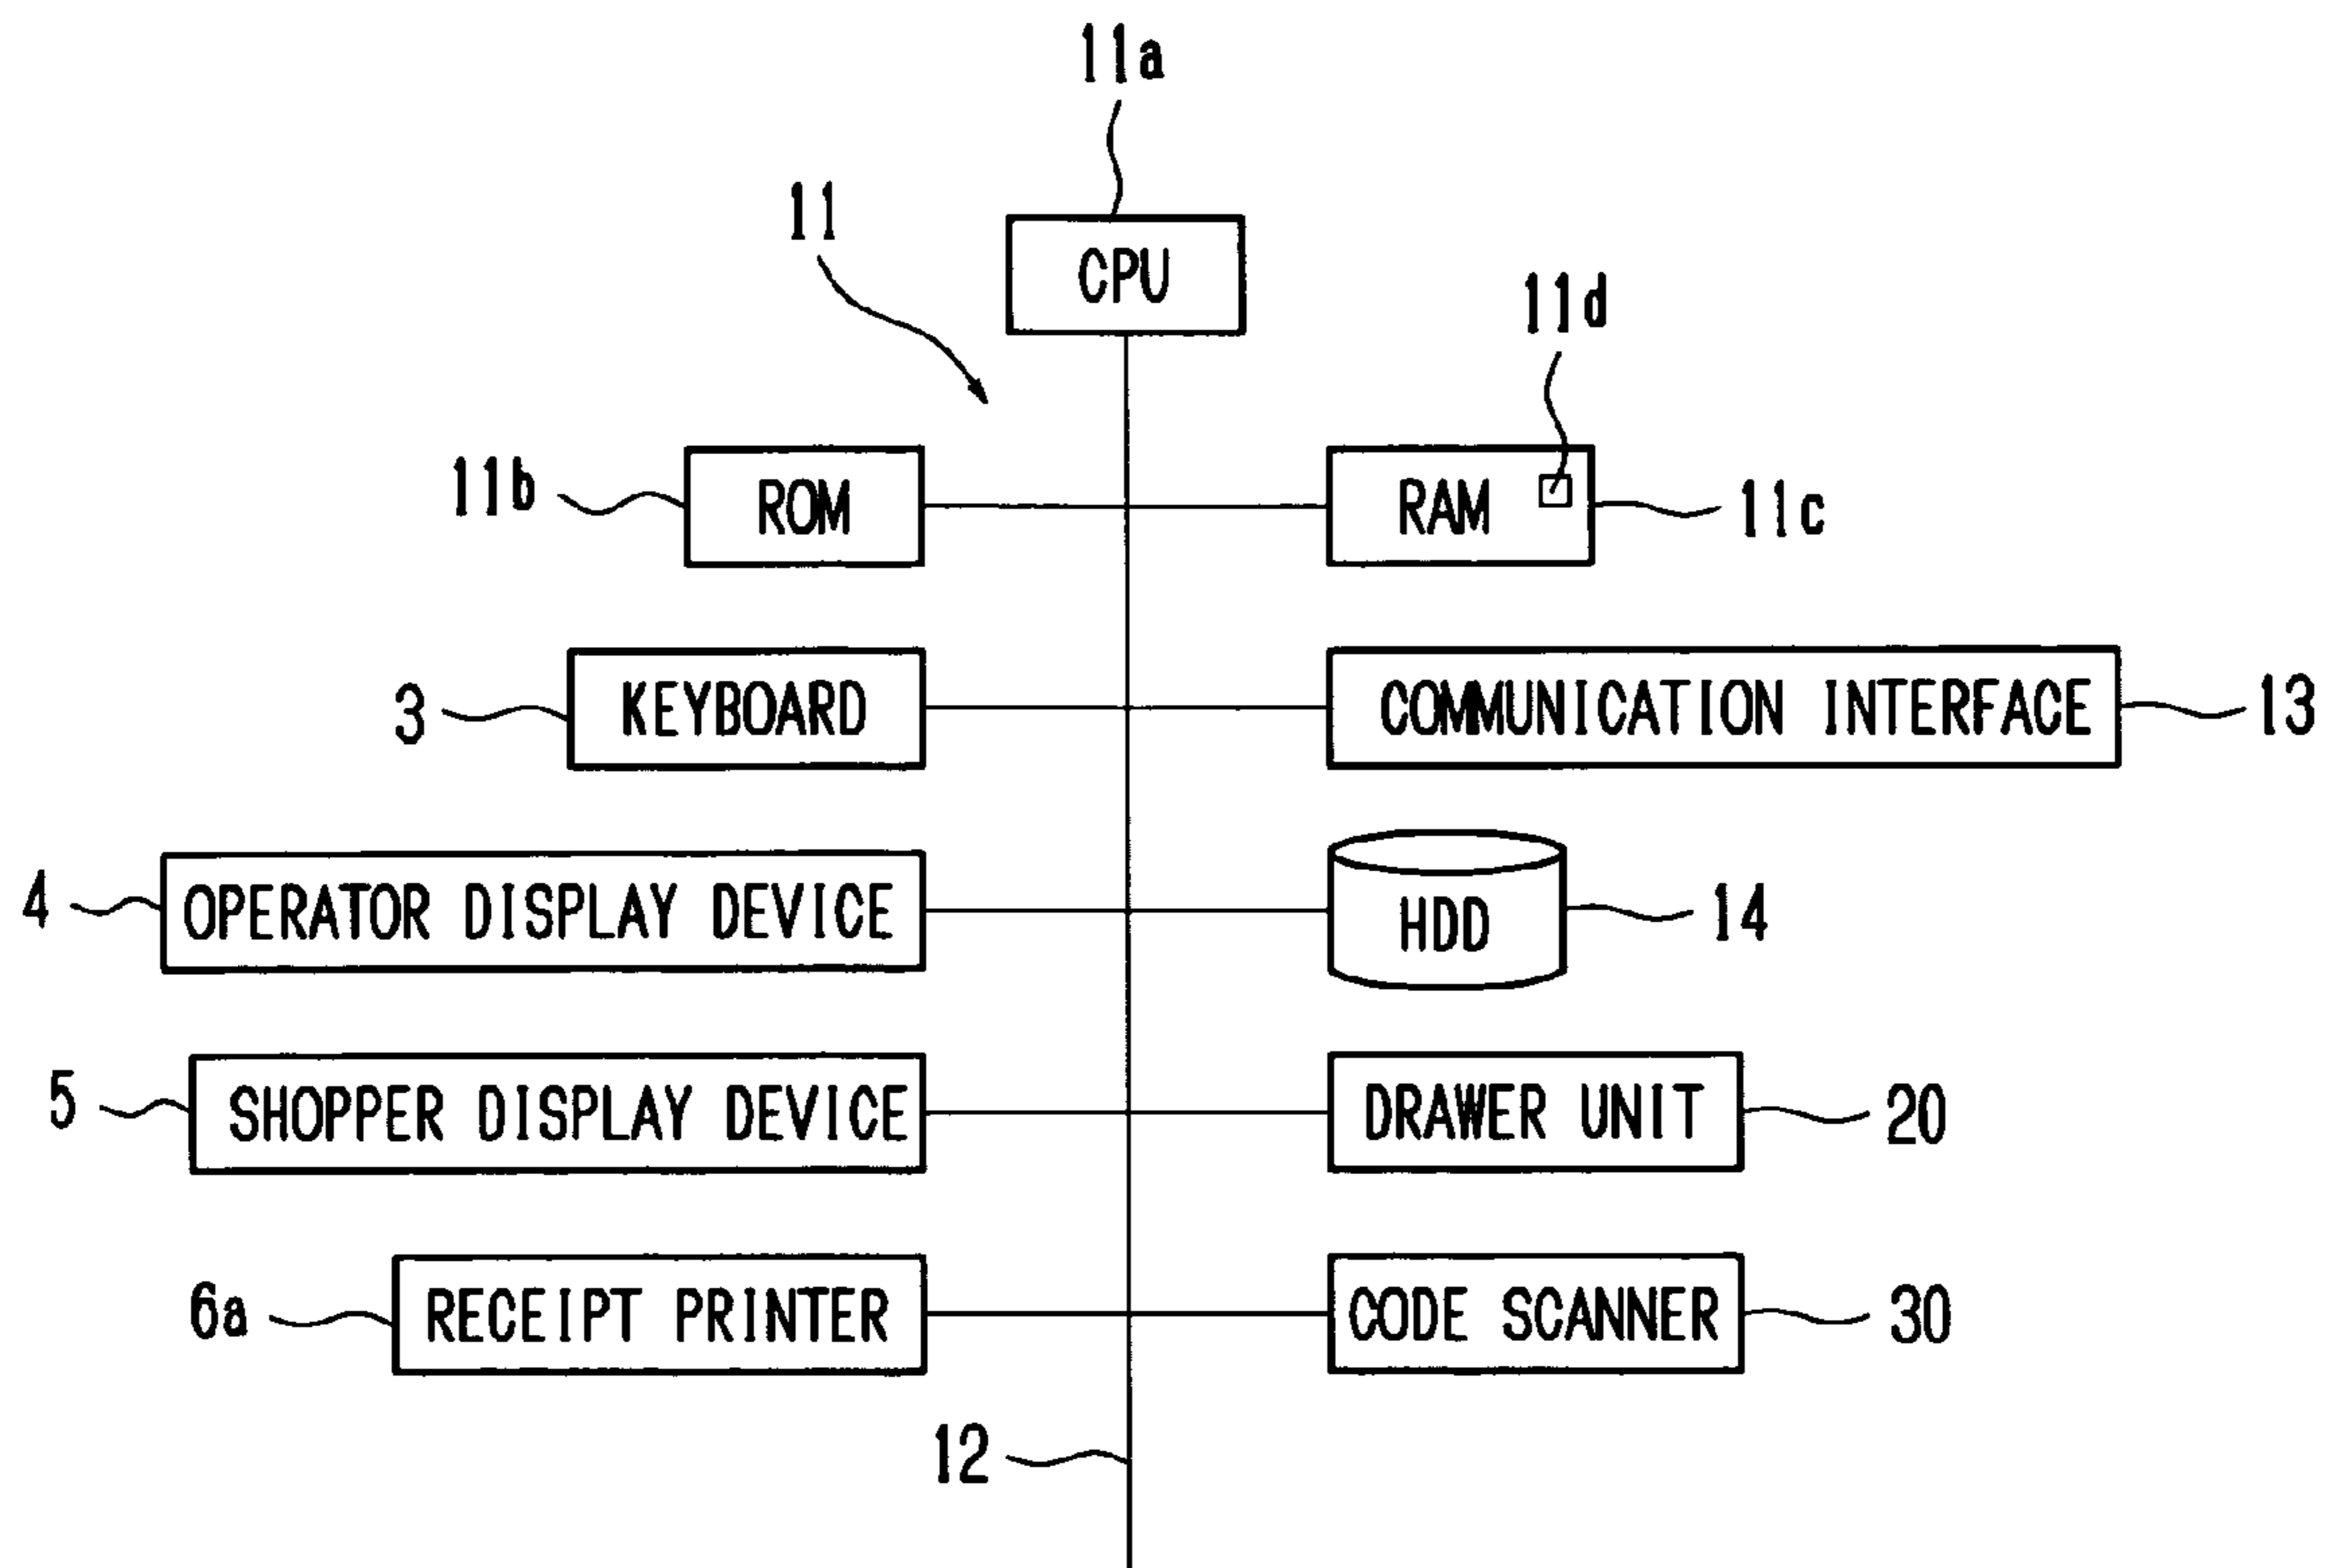 11a
11
CPU
11d
11b ROM RAM 11c
3 KEYBOARD COMMUNICATION INTERFACE 13
4 OPERATOR DISPLAY DEVICE HDD 14
5 SHOPPER DISPLAY DEVICE DRAWER UNIT 20
6a RECEIPT PRINTER CODE SCANNER 30
12